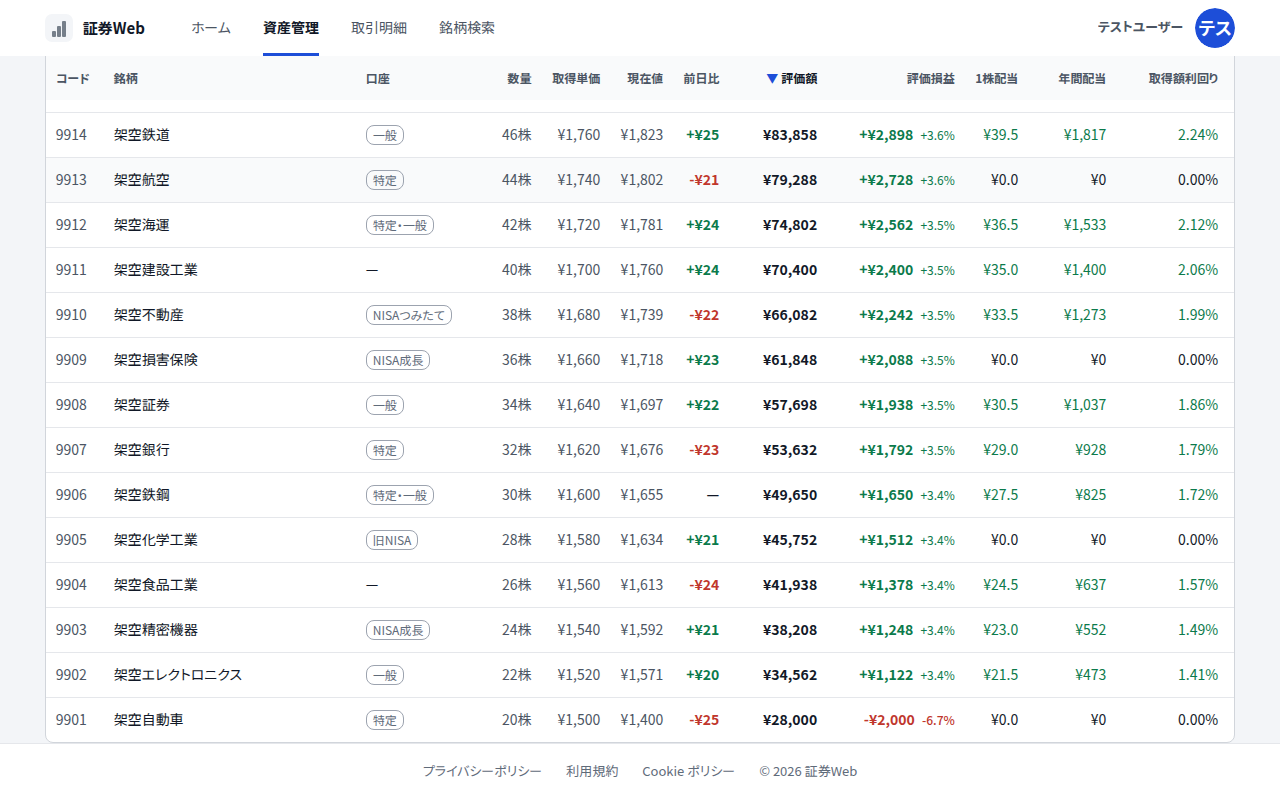 証券Web ホーム 資産管理 取引明細 銘柄検索 テストユーザー テス
コード 銘柄 口座 数量 取得単価 現在値 前日比 ▼ 評価額 評価損益 1株配当 年間配当 取得額利回り
9914 架空鉄道 一般 46株 ¥1,760 ¥1,823 +¥25 ¥83,858 +¥2,898 +3.6% ¥39.5 ¥1,817 2.24%
9913 架空航空 特定 44株 ¥1,740 ¥1,802 -¥21 ¥79,288 +¥2,728 +3.6% ¥0.0 ¥0 0.00%
9912 架空海運 特定・一般 42株 ¥1,720 ¥1,781 +¥24 ¥74,802 +¥2,562 +3.5% ¥36.5 ¥1,533 2.12%
9911 架空建設工業 — 40株 ¥1,700 ¥1,760 +¥24 ¥70,400 +¥2,400 +3.5% ¥35.0 ¥1,400 2.06%
9910 架空不動産 NISAつみたて 38株 ¥1,680 ¥1,739 -¥22 ¥66,082 +¥2,242 +3.5% ¥33.5 ¥1,273 1.99%
9909 架空損害保険 NISA成長 36株 ¥1,660 ¥1,718 +¥23 ¥61,848 +¥2,088 +3.5% ¥0.0 ¥0 0.00%
9908 架空証券 一般 34株 ¥1,640 ¥1,697 +¥22 ¥57,698 +¥1,938 +3.5% ¥30.5 ¥1,037 1.86%
9907 架空銀行 特定 32株 ¥1,620 ¥1,676 -¥23 ¥53,632 +¥1,792 +3.5% ¥29.0 ¥928 1.79%
9906 架空鉄鋼 特定・一般 30株 ¥1,600 ¥1,655 — ¥49,650 +¥1,650 +3.4% ¥27.5 ¥825 1.72%
9905 架空化学工業 旧NISA 28株 ¥1,580 ¥1,634 +¥21 ¥45,752 +¥1,512 +3.4% ¥0.0 ¥0 0.00%
9904 架空食品工業 — 26株 ¥1,560 ¥1,613 -¥24 ¥41,938 +¥1,378 +3.4% ¥24.5 ¥637 1.57%
9903 架空精密機器 NISA成長 24株 ¥1,540 ¥1,592 +¥21 ¥38,208 +¥1,248 +3.4% ¥23.0 ¥552 1.49%
9902 架空エレクトロニクス 一般 22株 ¥1,520 ¥1,571 +¥20 ¥34,562 +¥1,122 +3.4% ¥21.5 ¥473 1.41%
9901 架空自動車 特定 20株 ¥1,500 ¥1,400 -¥25 ¥28,000 -¥2,000 -6.7% ¥0.0 ¥0 0.00%
プライバシーポリシー 利用規約 Cookie ポリシー © 2026 証券Web